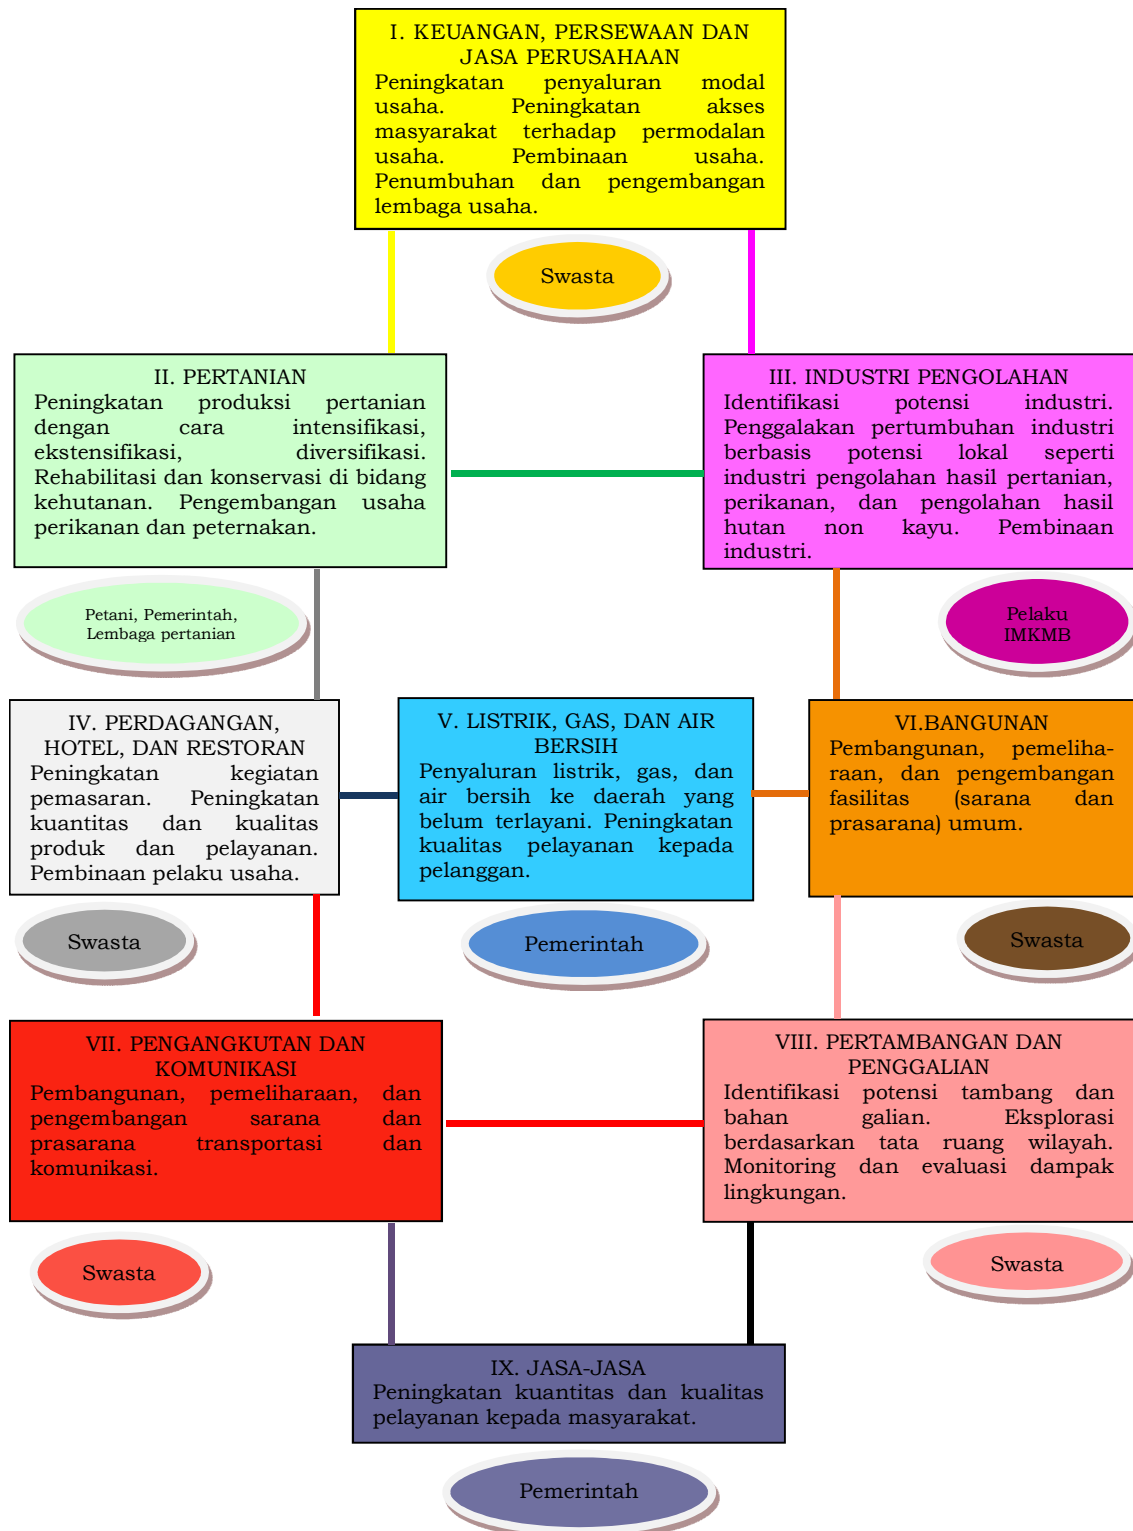 I. KEUANGAN, PERSEWAAN DAN
JASA PERUSAHAAN
Peningkatan penyaluran modal
usaha. Peningkatan akses
masyarakat terhadap permodalan
usaha. Pembinaan usaha.
Penumbuhan dan pengembangan
lembaga usaha.
Swasta
II. PERTANIAN
Peningkatan produksi pertanian
dengan cara intensifikasi,
ekstensifikasi, diversifikasi.
Rehabilitasi dan konservasi di bidang
kehutanan. Pengembangan usaha
perikanan dan peternakan.
III. INDUSTRI PENGOLAHAN
Identifikasi potensi industri.
Penggalakan pertumbuhan industri
berbasis potensi lokal seperti
industri pengolahan hasil pertanian,
perikanan, dan pengolahan hasil
hutan non kayu. Pembinaan
industri.
Petani, Pemerintah,
Lembaga pertanian
Pelaku
IMKMB
IV. PERDAGANGAN,
HOTEL, DAN RESTORAN
Peningkatan kegiatan
pemasaran. Peningkatan
kuantitas dan kualitas
produk dan pelayanan.
Pembinaan pelaku usaha.
V. LISTRIK, GAS, DAN AIR
BERSIH
Penyaluran listrik, gas, dan
air bersih ke daerah yang
belum terlayani. Peningkatan
kualitas pelayanan kepada
pelanggan.
VI.BANGUNAN
Pembangunan, pemeliha-
raan, dan pengembangan
fasilitas (sarana dan
prasarana) umum.
Swasta
Pemerintah
Swasta
VII. PENGANGKUTAN DAN
KOMUNIKASI
Pembangunan, pemeliharaan, dan
pengembangan sarana dan
prasarana transportasi dan
komunikasi.
VIII. PERTAMBANGAN DAN
PENGGALIAN
Identifikasi potensi tambang dan
bahan galian. Eksplorasi
berdasarkan tata ruang wilayah.
Monitoring dan evaluasi dampak
lingkungan.
Swasta
Swasta
IX. JASA-JASA
Peningkatan kuantitas dan kualitas
pelayanan kepada masyarakat.
Pemerintah